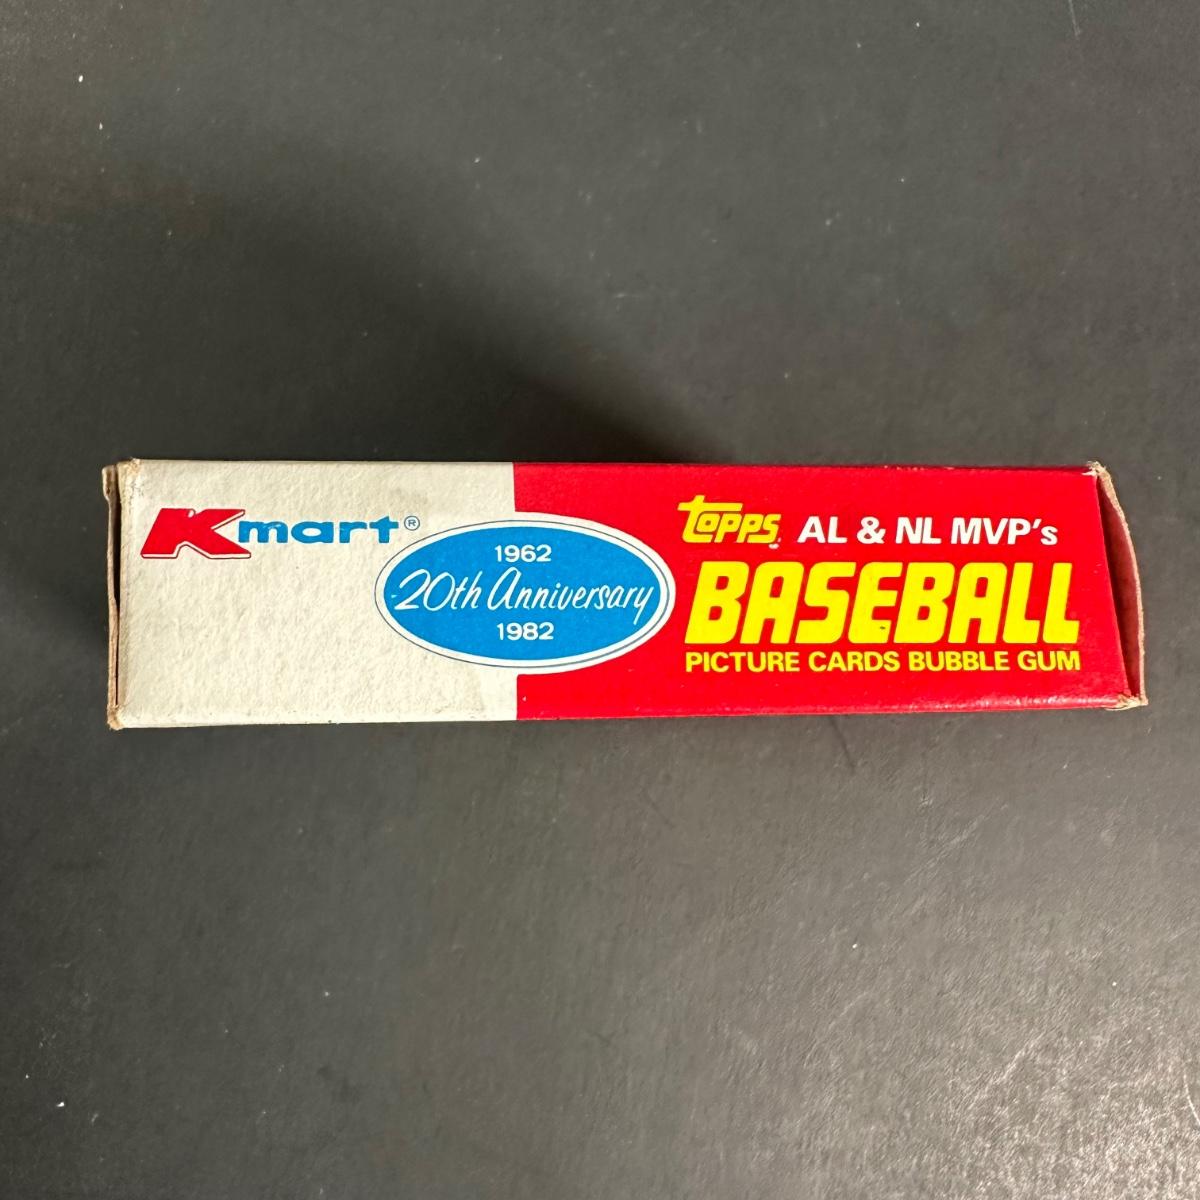 Kmart®
1962
20th Anniversary
1982
topps® AL & NL MVP's
BASEBALL
PICTURE CARDS BUBBLE GUM